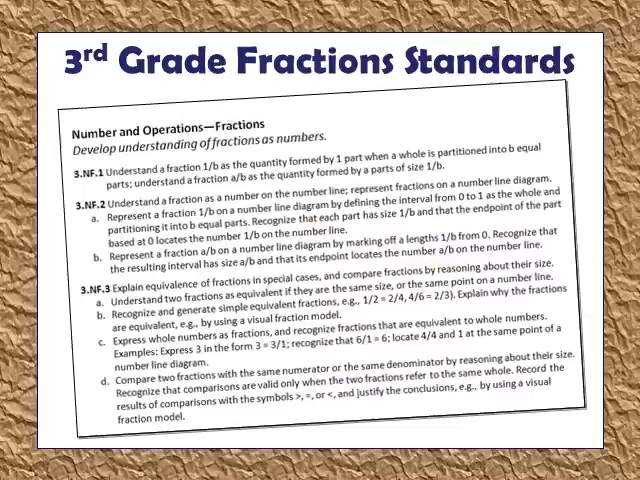 3rd Grade Fractions Standards
Number and Operations—Fractions
Develop understanding of fractions as numbers.
3.NF.1 Understand a fraction 1/b as the quantity formed by 1 part when a whole is partitioned into b equal
parts; understand a fraction a/b as the quantity formed by a parts of size 1/b.
3.NF.2 Understand a fraction as a number on the number line; represent fractions on a number line diagram.
a. Represent a fraction 1/b on a number line diagram by defining the interval from 0 to 1 as the whole and
partitioning it into b equal parts. Recognize that each part has size 1/b and that the endpoint of the part
based at 0 locates the number 1/b on the number line.
b. Represent a fraction a/b on a number line diagram by marking off a lengths 1/b from 0. Recognize that
the resulting interval has size a/b and that its endpoint locates the number a/b on the number line.
3.NF.3 Explain equivalence of fractions in special cases, and compare fractions by reasoning about their size.
a. Understand two fractions as equivalent if they are the same size, or the same point on a number line.
b. Recognize and generate simple equivalent fractions, e.g., 1/2 = 2/4, 4/6 = 2/3). Explain why the fractions
are equivalent, e.g., by using a visual fraction model.
c. Express whole numbers as fractions, and recognize fractions that are equivalent to whole numbers.
Examples: Express 3 in the form 3 = 3/1; recognize that 6/1 = 6; locate 4/4 and 1 at the same point of a
number line diagram.
d. Compare two fractions with the same numerator or the same denominator by reasoning about their size.
Recognize that comparisons are valid only when the two fractions refer to the same whole. Record the
results of comparisons with the symbols >, =, or <, and justify the conclusions, e.g., by using a visual
fraction model.